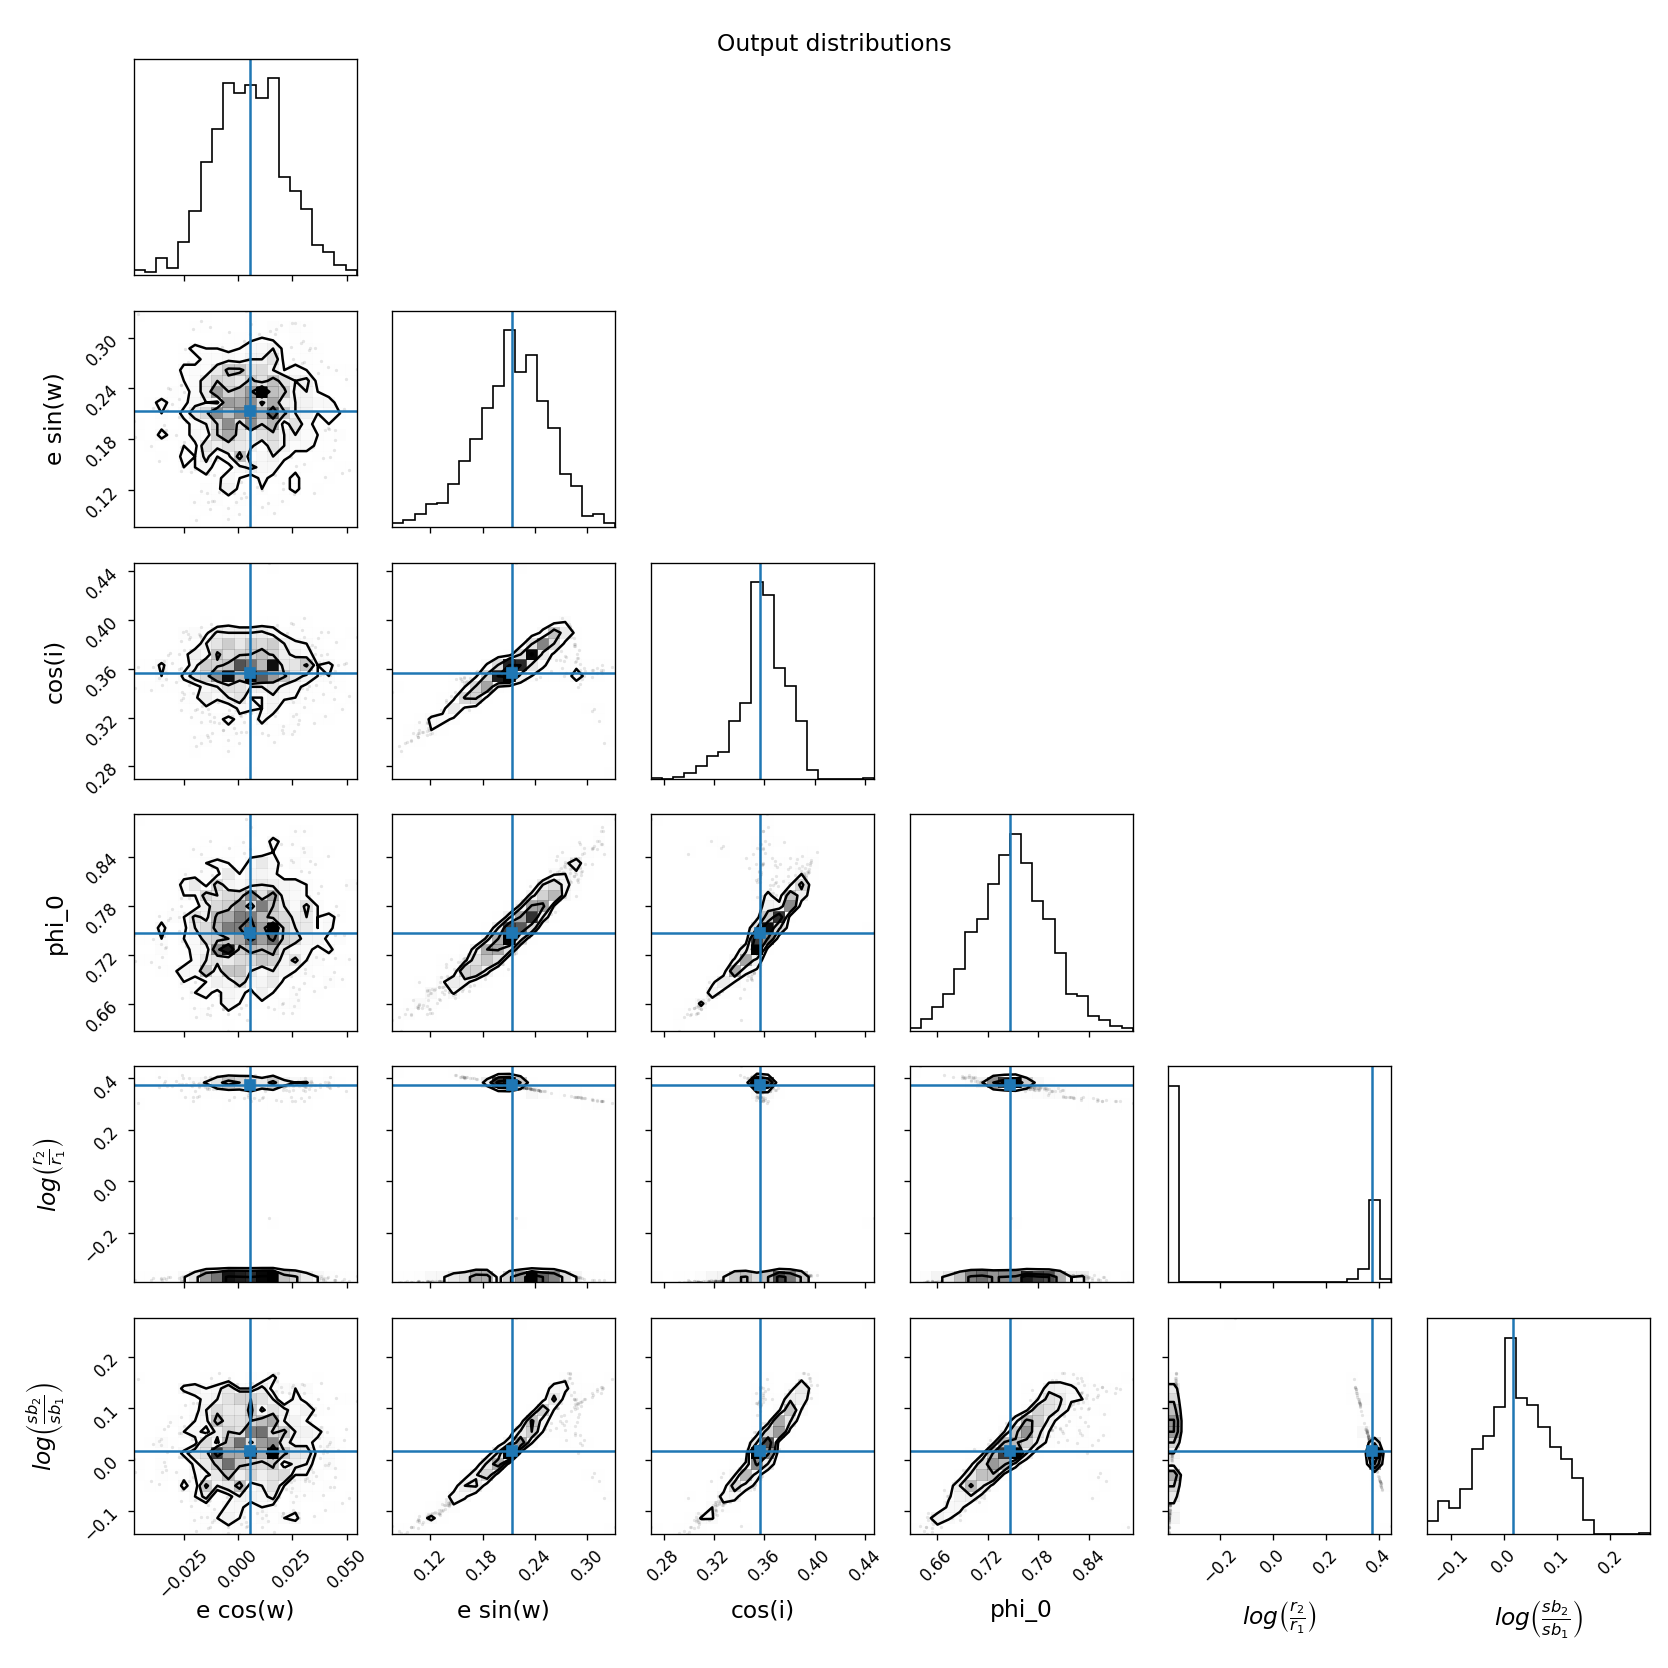 Output distributions
e sin(w)
0.30
0.24
0.18
0.12
cos(i)
0.44
0.40
0.36
0.32
0.28
phi_0
0.84
0.78
0.72
0.66
log(r₂/r₁)
0.4
0.2
0.0
−0.2
log(sb₂/sb₁)
0.2
0.1
0.0
−0.1
−0.025 0.000 0.025 0.050
0.12 0.18 0.24 0.30
0.28 0.32 0.36 0.40 0.44
0.66 0.72 0.78 0.84
−0.2 0.0 0.2 0.4
−0.1 0.0 0.1 0.2
e cos(w) e sin(w) cos(i) phi_0 log(r₂/r₁) log(sb₂/sb₁)